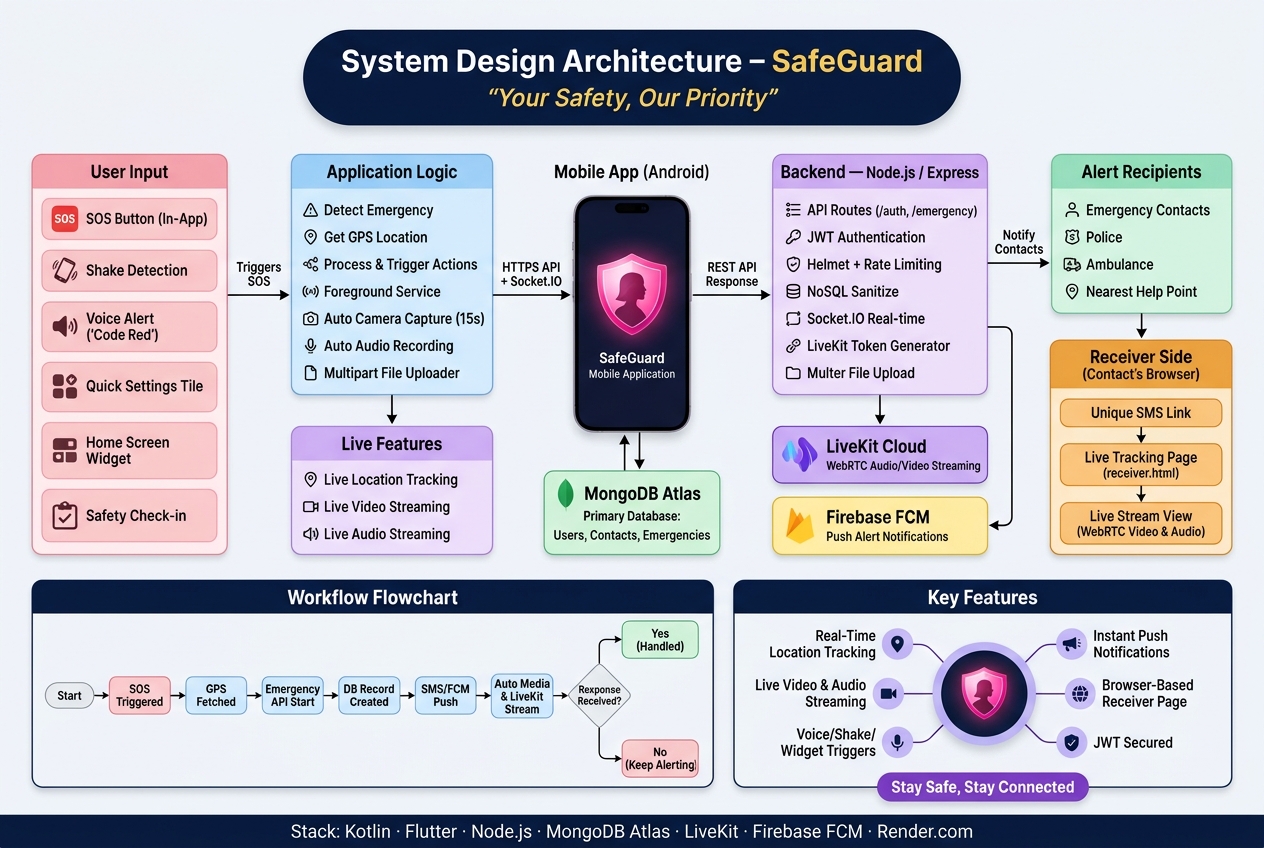 System Design Architecture – SafeGuard
“Your Safety, Our Priority”
User Input
SOS
SOS Button (In-App)
Shake Detection
Voice Alert
(‘Code Red’)
Quick Settings Tile
Home Screen
Widget
Safety Check-in
Triggers
SOS
Application Logic
Detect Emergency
Get GPS Location
Process & Trigger Actions
Foreground Service
Auto Camera Capture (15s)
Auto Audio Recording
Multipart File Uploader
Live Features
Live Location Tracking
Live Video Streaming
Live Audio Streaming
HTTPS API
+ Socket.IO
Mobile App (Android)
SafeGuard
Mobile Application
MongoDB Atlas
Primary Database:
Users, Contacts, Emergencies
REST API
Response
Backend — Node.js / Express
API Routes (/auth, /emergency)
JWT Authentication
Helmet + Rate Limiting
NoSQL Sanitize
Socket.IO Real-time
LiveKit Token Generator
Multer File Upload
LiveKit Cloud
WebRTC Audio/Video Streaming
Firebase FCM
Push Alert Notifications
Notify
Contacts
Alert Recipients
Emergency Contacts
Police
Ambulance
Nearest Help Point
Receiver Side
(Contact’s Browser)
Unique SMS Link
Live Tracking Page
(receiver.html)
Live Stream View
(WebRTC Video & Audio)
Workflow Flowchart
Start
SOS
Triggered
GPS
Fetched
Emergency
API Start
DB Record
Created
SMS/FCM
Push
Auto Media
& LiveKit
Stream
Rexponse
Received?
Yes
(Handled)
No
(Keep Alerting)
Key Features
Real-Time
Location Tracking
Live Video & Audio
Streaming
Voice/Shake/
Widget Triggers
Instant Push
Notifications
Browser-Based
Receiver Page
JWT Secured
Stay Safe, Stay Connected
Stack: Kotlin · Flutter · Node.js · MongoDB Atlas · LiveKit · Firebase FCM · Render.com